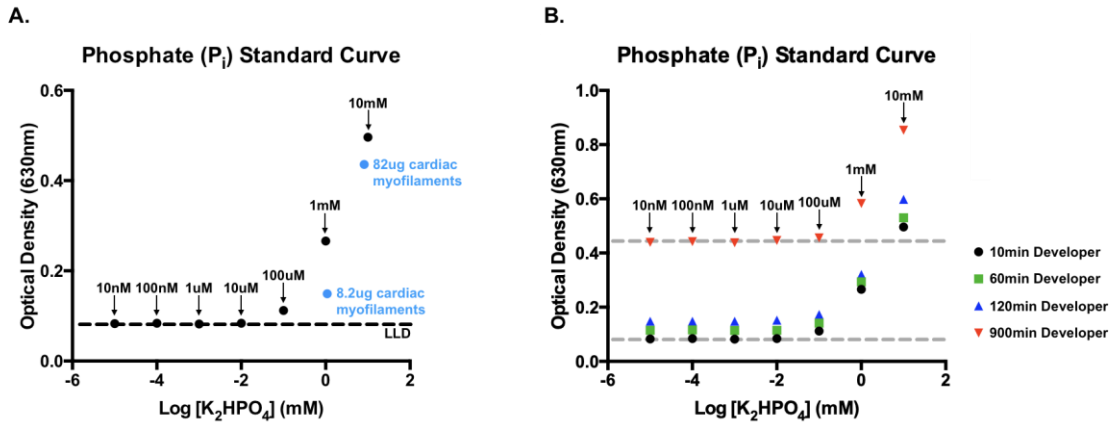 A.
Phosphate (Pi) Standard Curve
Optical Density (630nm)
0.6
0.4
0.2
0.0
10mM
82ug cardiac
myofilaments
1mM
8.2ug cardiac
myofilaments
10nM 100nM 1uM 10uM 100uM
LLD
-6 -4 -2 0 2
Log [K2HPO4] (mM)
B.
Phosphate (Pi) Standard Curve
Optical Density (630nm)
1.0
0.8
0.6
0.4
0.2
0.0
10mM
1mM
10nM 100nM 1uM 10uM 100uM
-6 -4 -2 0 2
Log [K2HPO4] (mM)
10min Developer
60min Developer
120min Developer
900min Developer